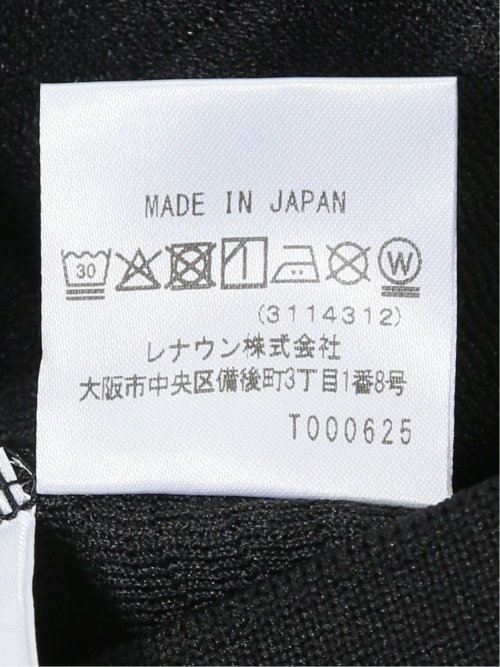 MADE IN JAPAN
30 W
(3114312)
レナウン株式会社
大阪市中央区備後町3丁目1番8号
T000625